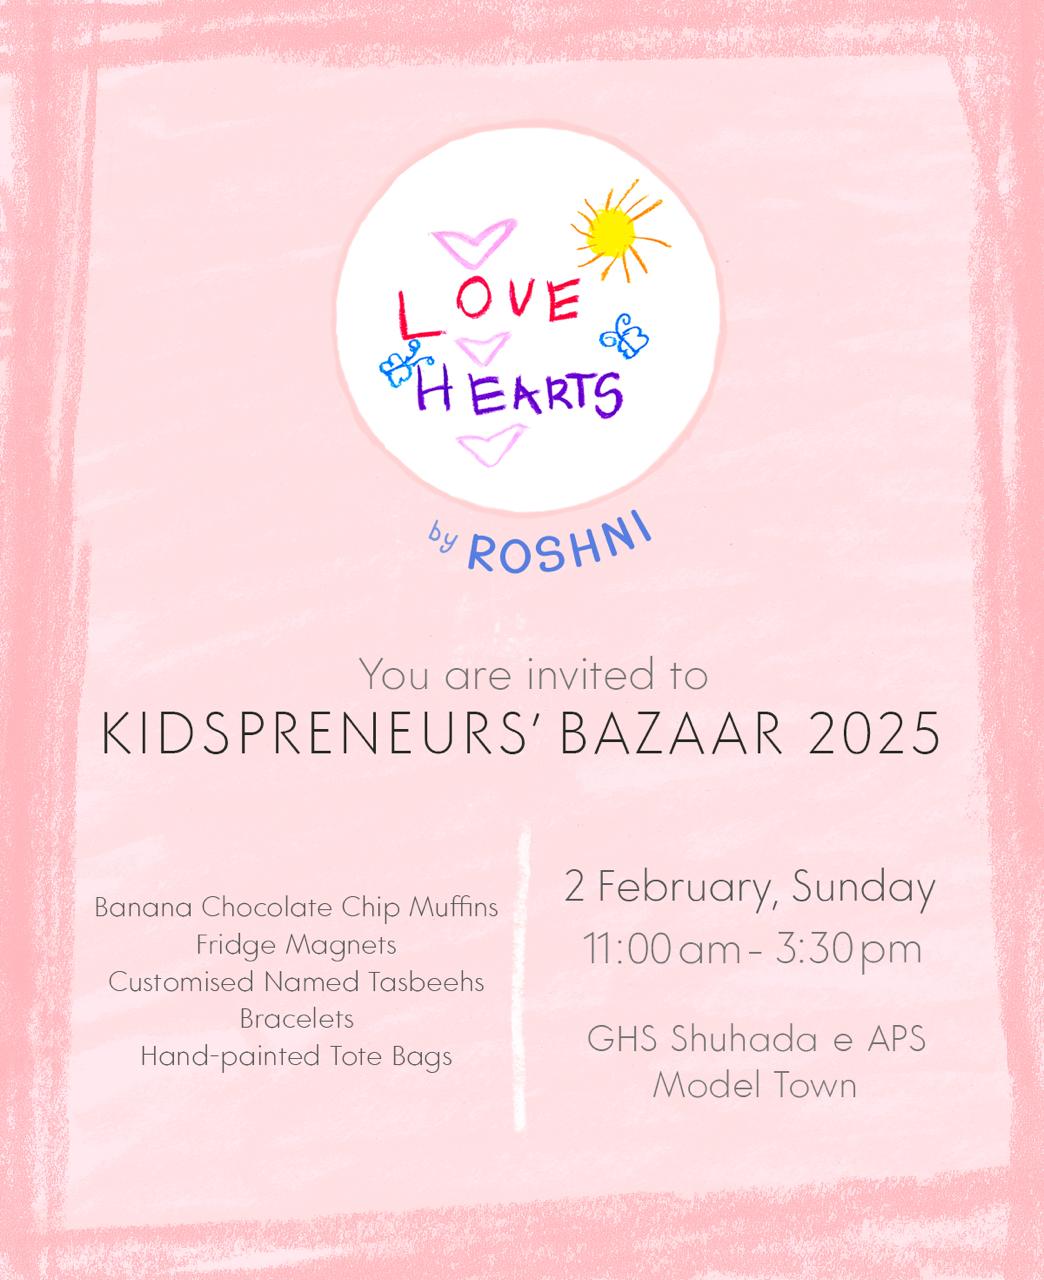 LOVE
HEARTS
by ROSHNI
You are invited to
KIDSPRENEURS’ BAZAAR 2025
Banana Chocolate Chip Muffins
Fridge Magnets
Customised Named Tasbeehs
Bracelets
Hand-painted Tote Bags
2 February, Sunday
11:00 am - 3:30 pm
GHS Shuhada e APS
Model Town